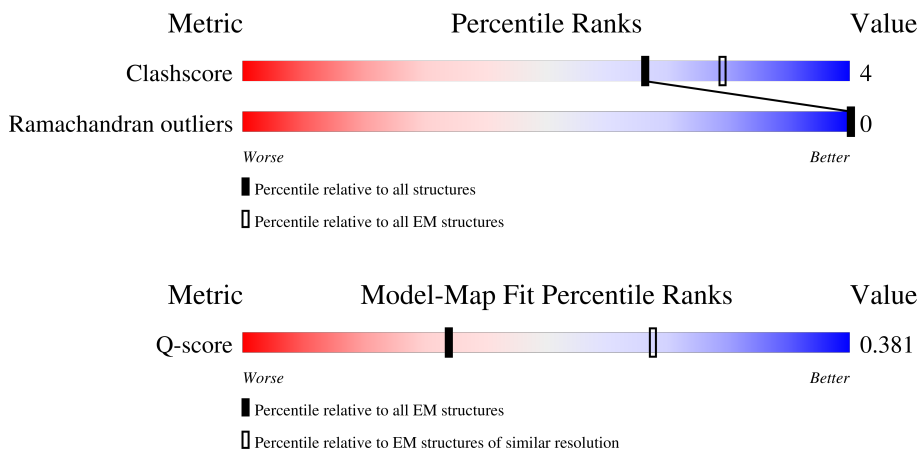 Metric Percentile Ranks Value
Clashscore 4
Ramachandran outliers 0
Worse Better
Percentile relative to all structures
Percentile relative to all EM structures
Metric Model-Map Fit Percentile Ranks Value
Q-score 0.381
Worse Better
Percentile relative to all EM structures
Percentile relative to EM structures of similar resolution